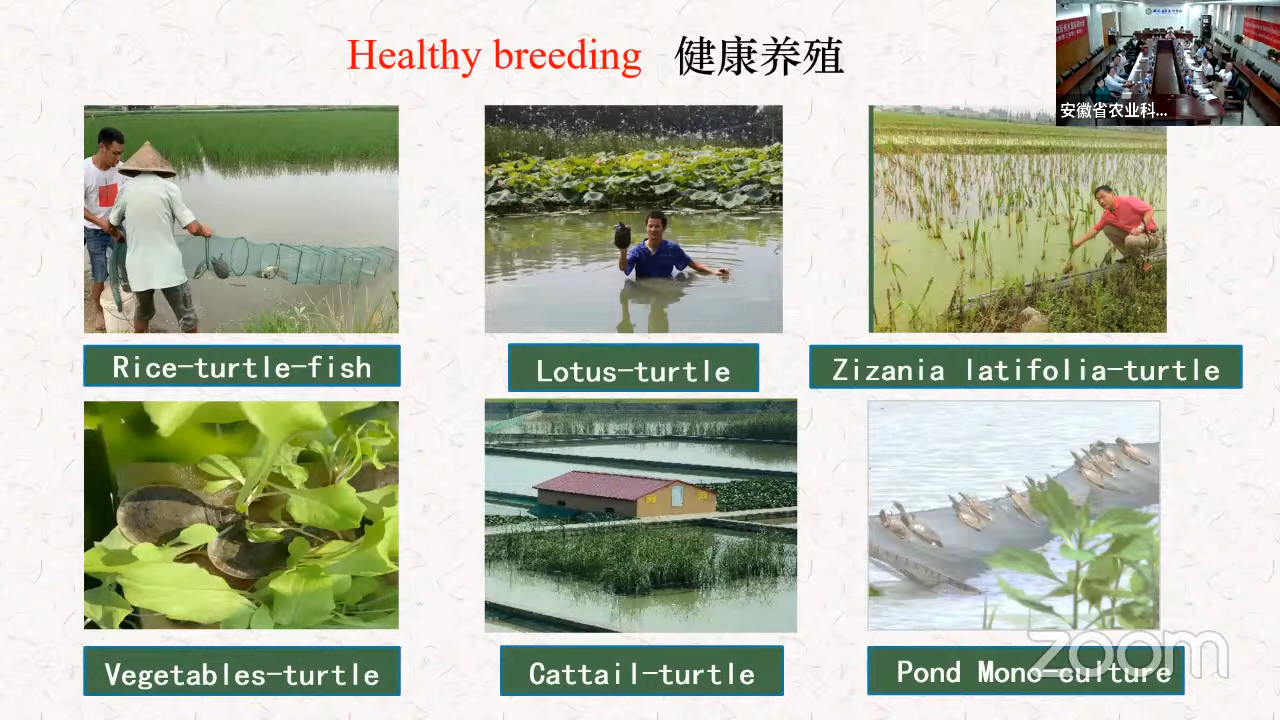 Healthy breeding 健康养殖
安徽省农业科...
Rice-turtle-fish
Lotus-turtle
Zizania latifolia-turtle
Vegetables-turtle
Cattail-turtle
Pond Mono-culture
zoom